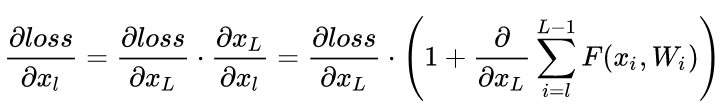 \frac{\partial loss}{\partial x_l} = \frac{\partial loss}{\partial x_L} \cdot \frac{\partial x_L}{\partial x_l} = \frac{\partial loss}{\partial x_L} \cdot \left( 1 + \frac{\partial}{\partial x_L} \sum_{i=l}^{L-1} F(x_i, W_i) \right)